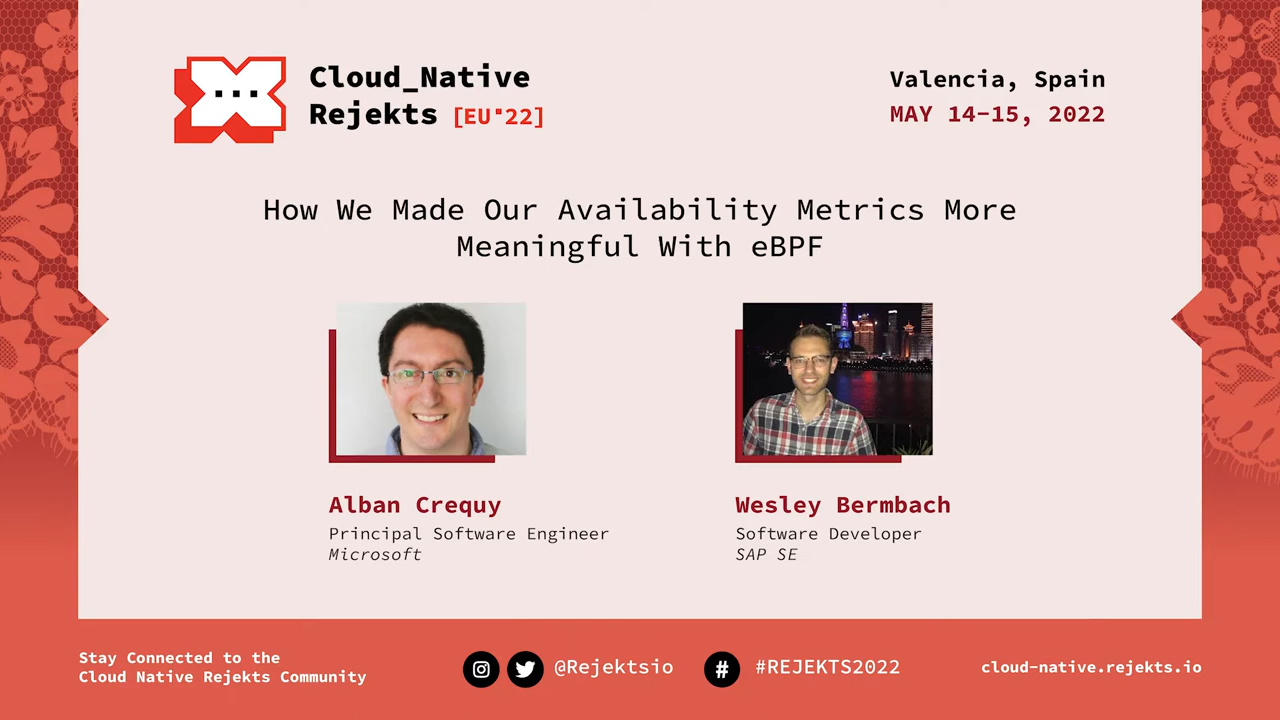 Cloud_Native
Rejekts [EU"22]
Valencia, Spain
MAY 14-15, 2022
How We Made Our Availability Metrics More
Meaningful With eBPF
Alban Crequy
Principal Software Engineer
Microsoft
Wesley Bermbach
Software Developer
SAP SE
Stay Connected to the
Cloud Native Rejekts Community
@Rejektsio
# #REJEKTS2022
cloud-native.rejekts.io